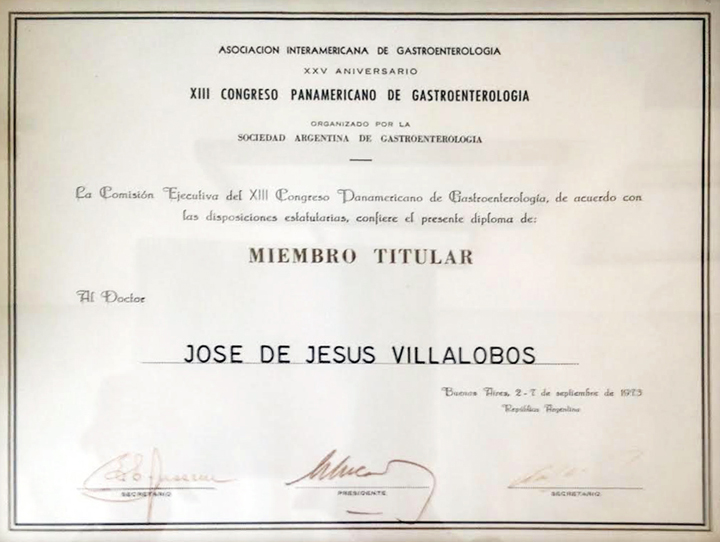 ASOCIACION INTERAMERICANA DE GASTROENTEROLOGIA
XXV ANIVERSARIO
XIII CONGRESO PANAMERICANO DE GASTROENTEROLOGIA
ORGANIZADO POR LA
SOCIEDAD ARGENTINA DE GASTROENTEROLOGIA
La Comisión Ejecutiva del XIII Congreso Panamericano de Gastroenterología, de acuerdo con
las disposiciones estatutarias, confiere el presente diploma de:
MIEMBRO TITULAR
Al Doctor
JOSE DE JESUS VILLALOBOS
Buenos Aires, 2-7 de septiembre de 1973
República Argentina
SECRETARIO
PRESIDENTE
SECRETARIO